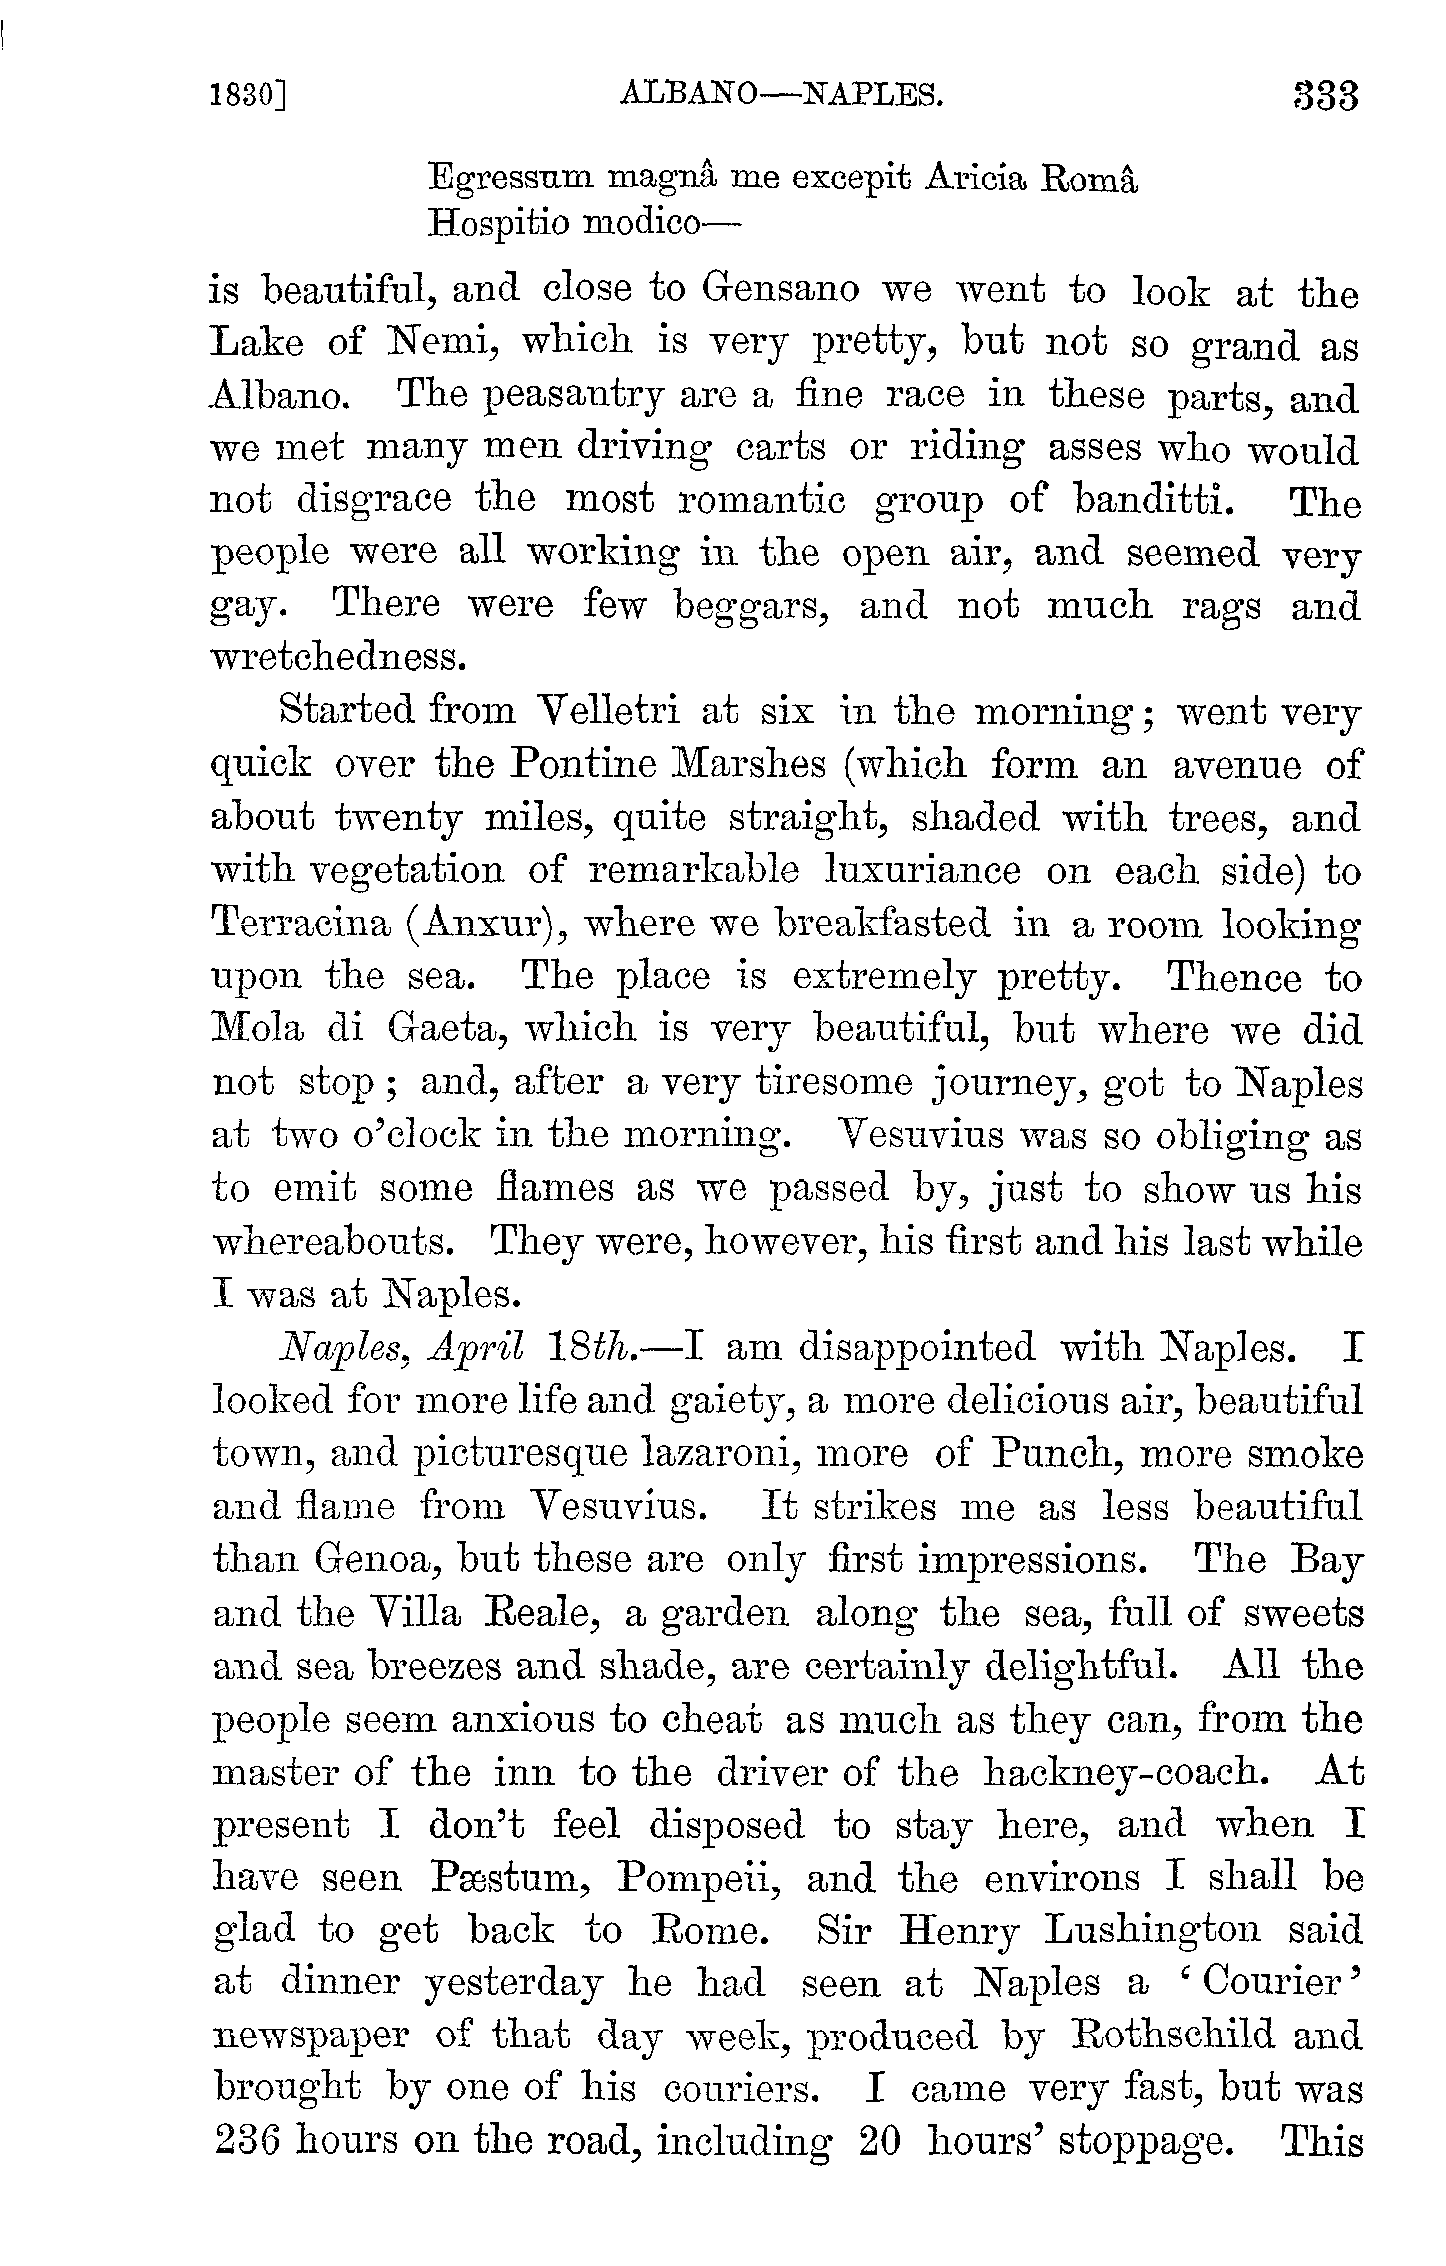 1830] ALBANO—NAPLES. 333
Egressum magnâ me excepit Aricia Româ
Hospitio modico—
is beautiful, and close to Gensano we went to look at the
Lake of Nemi, which is very pretty, but not so grand as
Albano. The peasantry are a fine race in these parts, and
we met many men driving carts or riding asses who would
not disgrace the most romantic group of banditti. The
people were all working in the open air, and seemed very
gay. There were few beggars, and not much rags and
wretchedness.
Started from Velletri at six in the morning; went very
quick over the Pontine Marshes (which form an avenue of
about twenty miles, quite straight, shaded with trees, and
with vegetation of remarkable luxuriance on each side) to
Terracina (Anxur), where we breakfasted in a room looking
upon the sea. The place is extremely pretty. Thence to
Mola di Gaeta, which is very beautiful, but where we did
not stop; and, after a very tiresome journey, got to Naples
at two o'clock in the morning. Vesuvius was so obliging as
to emit some flames as we passed by, just to show us his
whereabouts. They were, however, his first and his last while
I was at Naples.
Naples, April 18th.—I am disappointed with Naples. I
looked for more life and gaiety, a more delicious air, beautiful
town, and picturesque lazaroni, more of Punch, more smoke
and flame from Vesuvius. It strikes me as less beautiful
than Genoa, but these are only first impressions. The Bay
and the Villa Reale, a garden along the sea, full of sweets
and sea breezes and shade, are certainly delightful. All the
people seem anxious to cheat as much as they can, from the
master of the inn to the driver of the hackney-coach. At
present I don't feel disposed to stay here, and when I
have seen Pæstum, Pompeii, and the environs I shall be
glad to get back to Rome. Sir Henry Lushington said
at dinner yesterday he had seen at Naples a 'Courier'
newspaper of that day week, produced by Rothschild and
brought by one of his couriers. I came very fast, but was
236 hours on the road, including 20 hours' stoppage. This